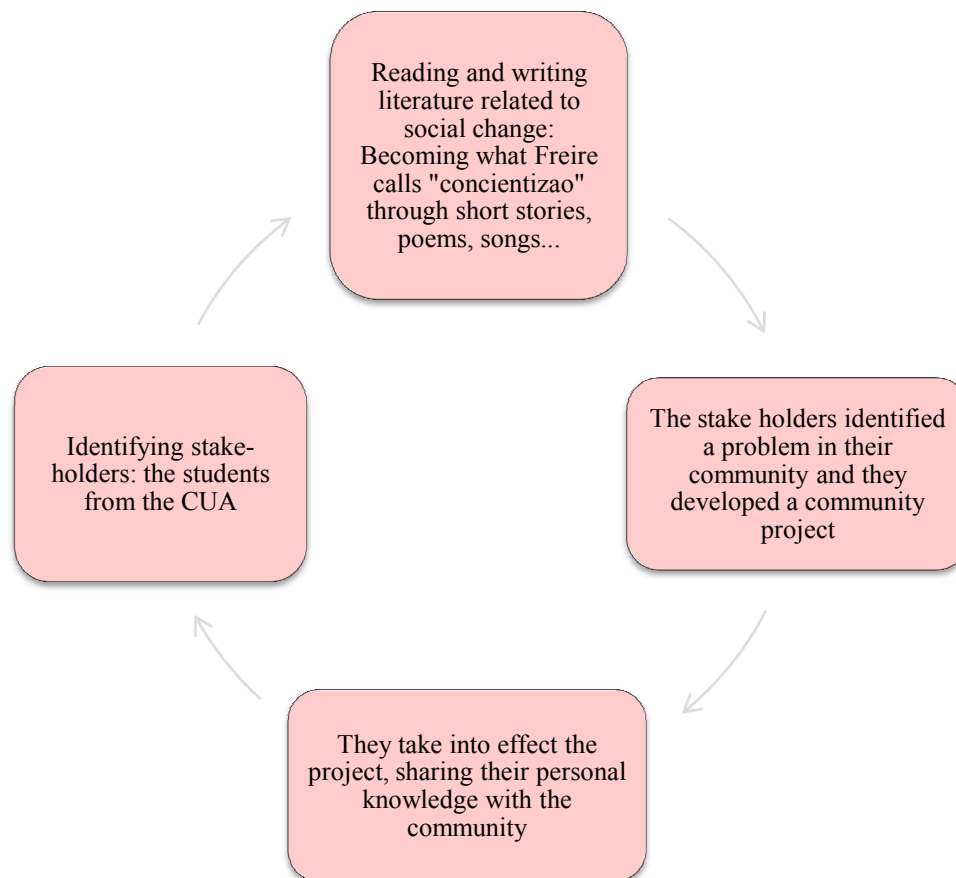 Reading and writing
literature related to
social change:
Becoming what Freire
calls "concientizao"
through short stories,
poems, songs...
The stake holders identified
a problem in their
community and they
developed a community
project
They take into effect the
project, sharing their personal
knowledge with the
community
Identifying stake-
holders: the students
from the CUA